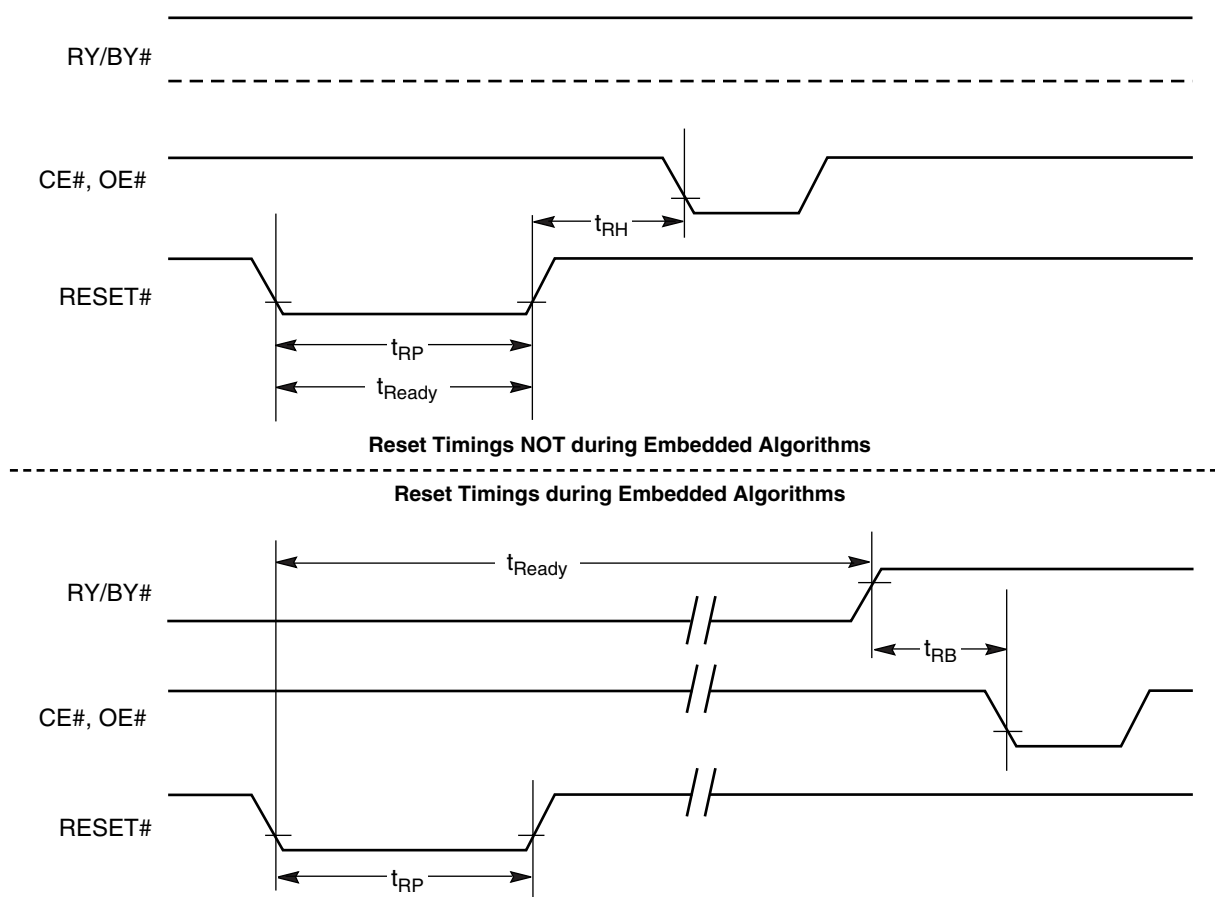 RY/BY#
CE#, OE#
tRH
RESET#
tRP
tReady
Reset Timings NOT during Embedded Algorithms
Reset Timings during Embedded Algorithms
tReady
RY/BY#
tRB
CE#, OE#
RESET#
tRP